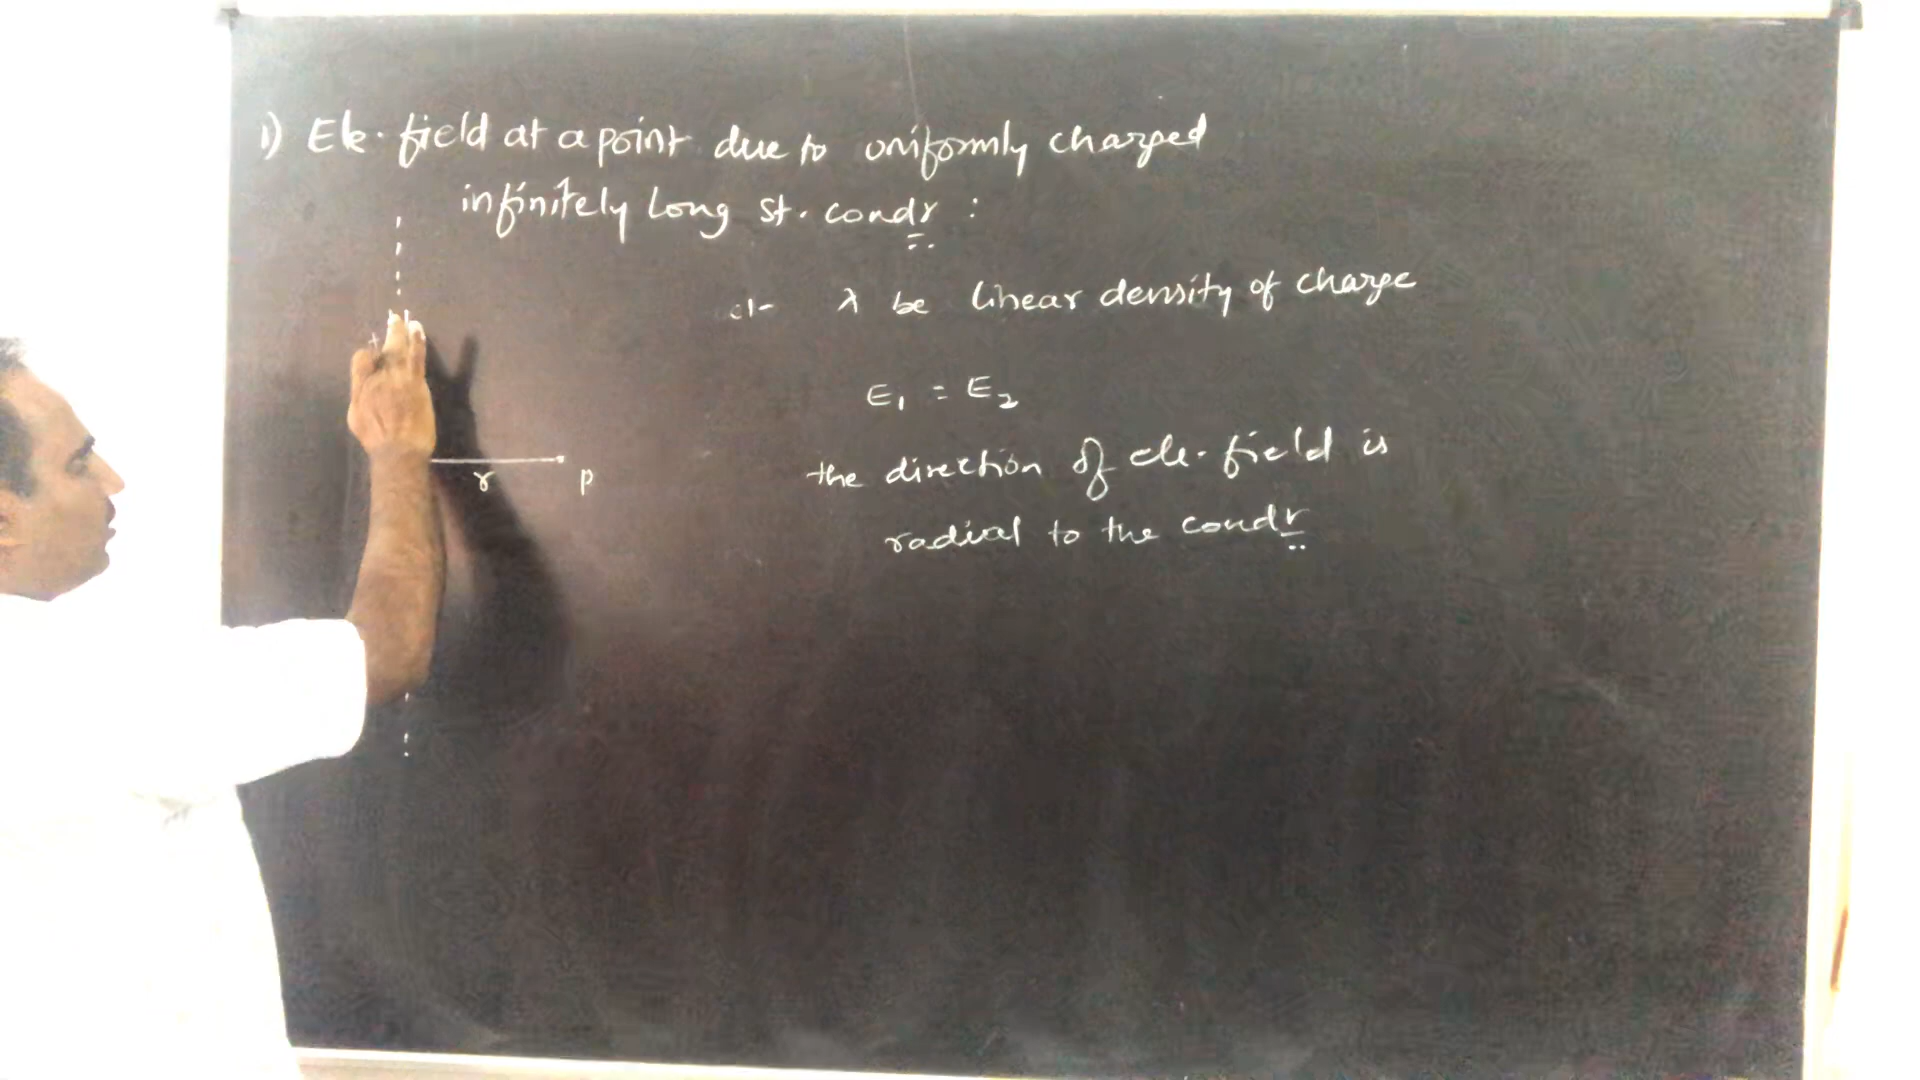 1) Ele. field at a point due to uniformly charged
infinitely long st. condr :
λ be linear density of charge
E₁ = E₂
the direction of ele. field is
radial to the condr
r
P
+